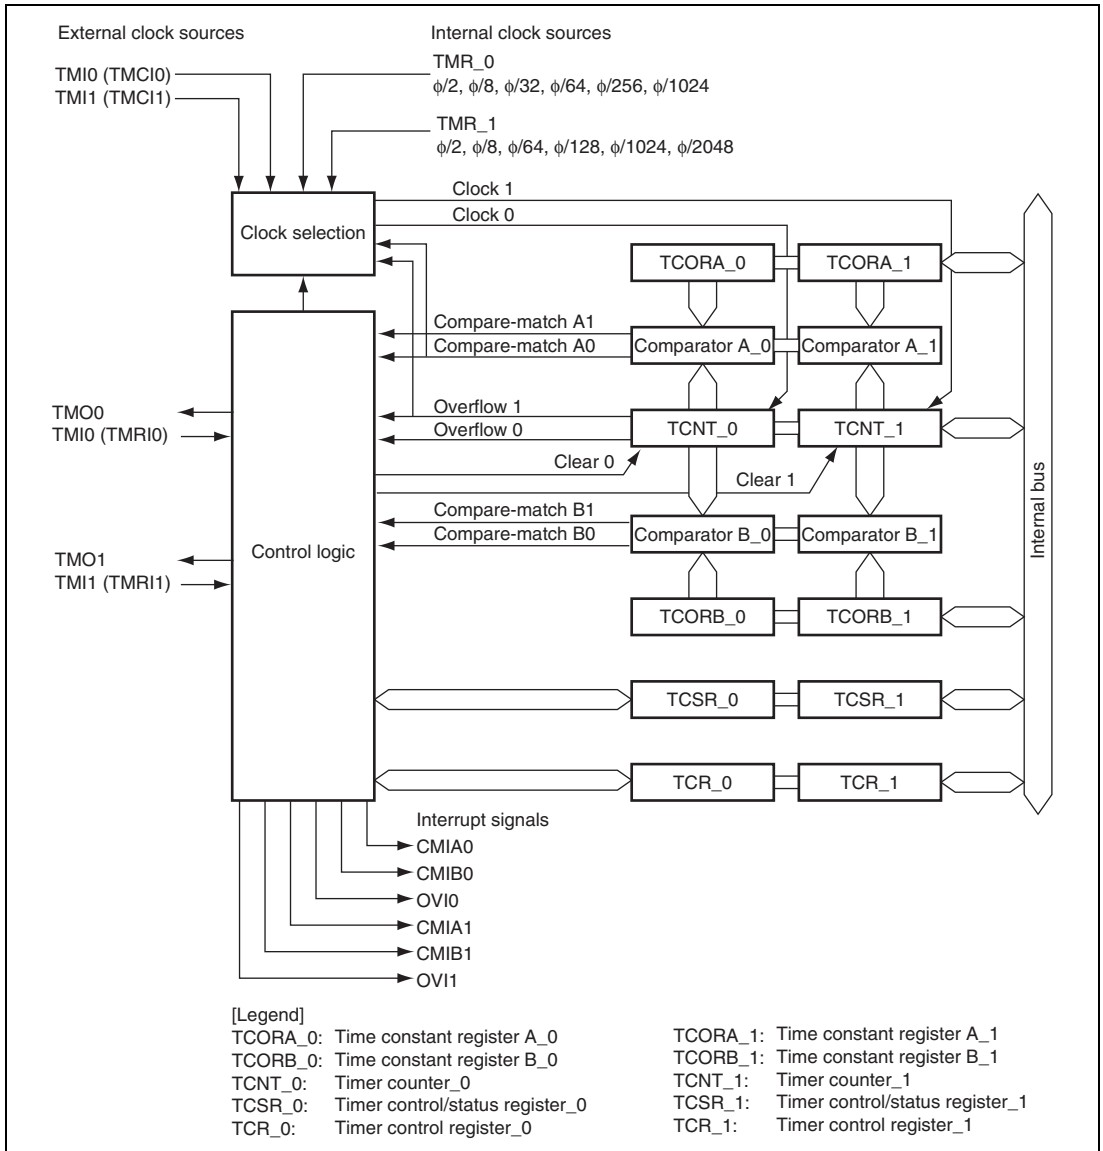 External clock sources
Internal clock sources
TMI0 (TMCI0)
TMI1 (TMCI1)
TMR_0
ϕ/2, ϕ/8, ϕ/32, ϕ/64, ϕ/256, ϕ/1024
TMR_1
ϕ/2, ϕ/8, ϕ/64, ϕ/128, ϕ/1024, ϕ/2048
Clock 1
Clock 0
Clock selection
TCORA_0
TCORA_1
Compare-match A1
Compare-match A0
Comparator A_0
Comparator A_1
TMO0
TMI0 (TMRI0)
Overflow 1
Overflow 0
TCNT_0
TCNT_1
Clear 0
Clear 1
Internal bus
Compare-match B1
Compare-match B0
Comparator B_0
Comparator B_1
Control logic
TMO1
TMI1 (TMRI1)
TCORB_0
TCORB_1
TCSR_0
TCSR_1
TCR_0
TCR_1
Interrupt signals
CMIA0
CMIB0
OVI0
CMIA1
CMIB1
OVI1
[Legend]
TCORA_0: Time constant register A_0
TCORB_0: Time constant register B_0
TCNT_0: Timer counter_0
TCSR_0: Timer control/status register_0
TCR_0: Timer control register_0
TCORA_1: Time constant register A_1
TCORB_1: Time constant register B_1
TCNT_1: Timer counter_1
TCSR_1: Timer control/status register_1
TCR_1: Timer control register_1